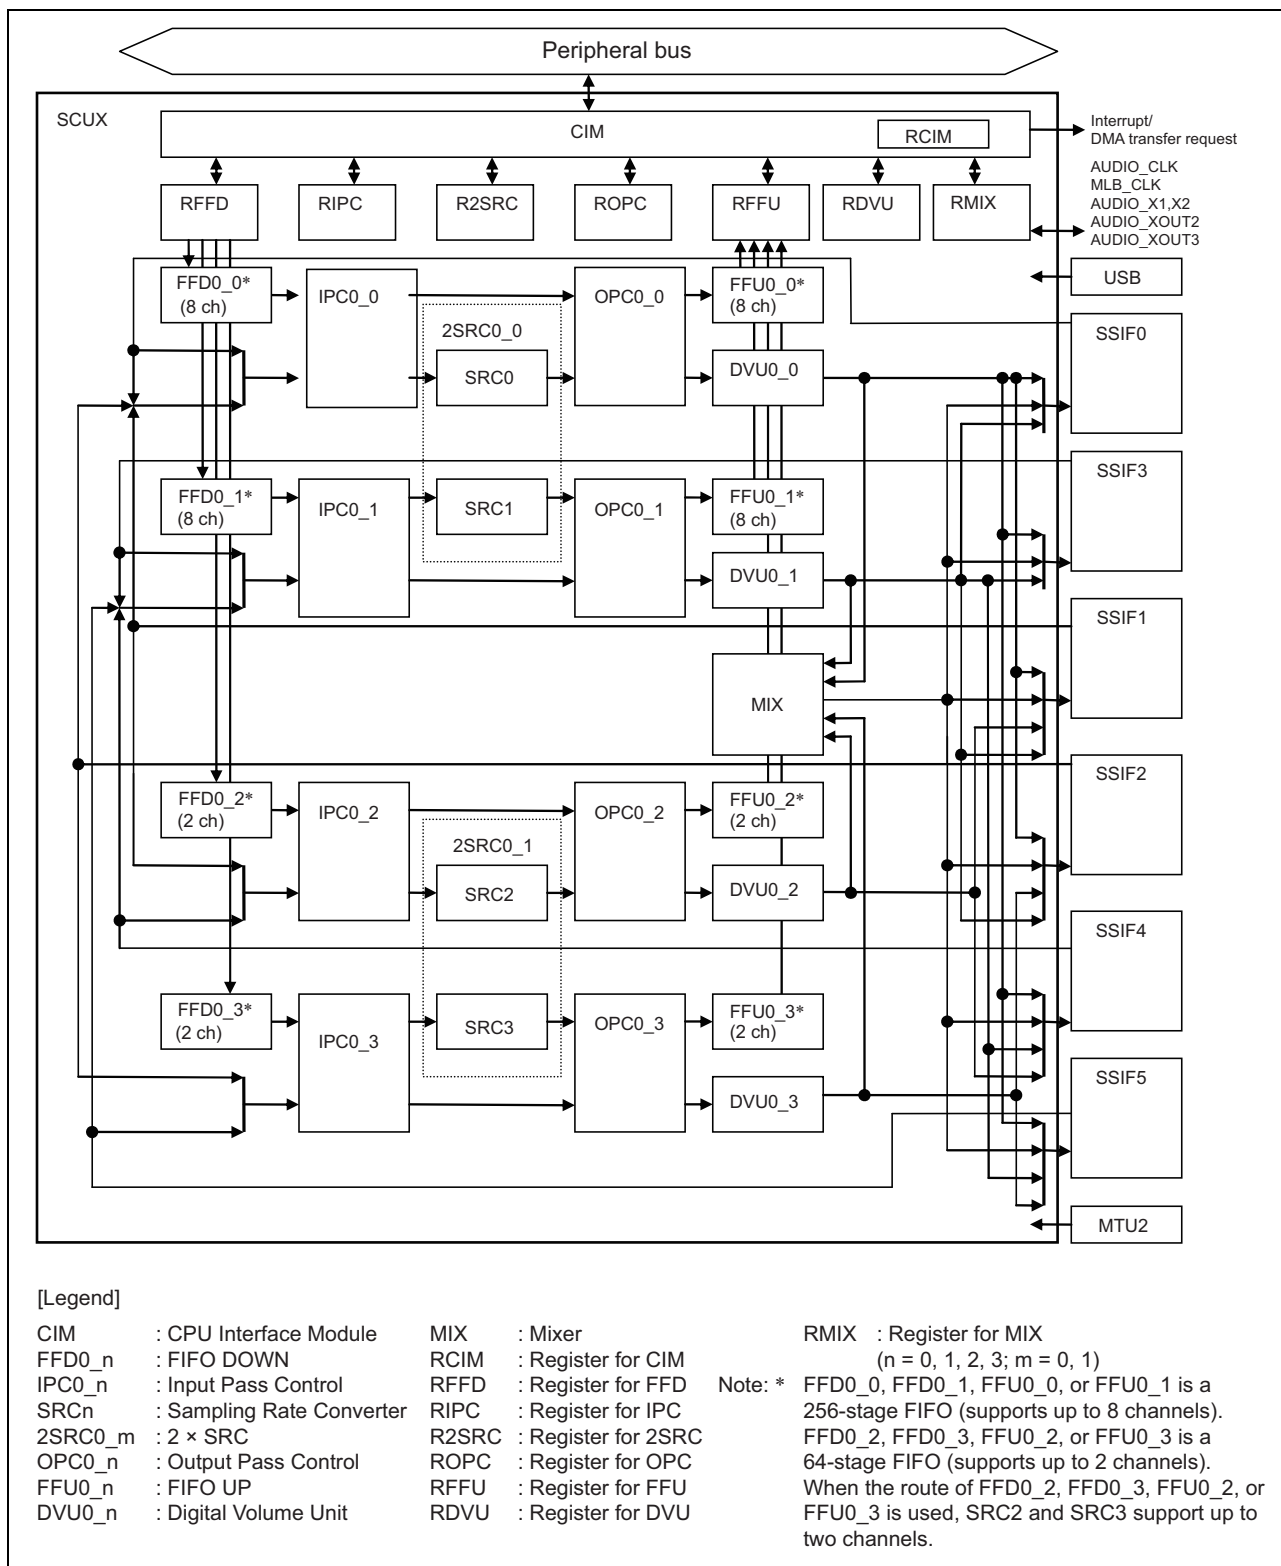 Peripheral bus
SCUX
CIM
RCIM
Interrupt/
DMA transfer request
AUDIO_CLK
MLB_CLK
AUDIO_X1,X2
AUDIO_XOUT2
AUDIO_XOUT3
RFFD
RIPC
R2SRC
ROPC
RFFU
RDVU
RMIX
USB
FFD0_0*
(8 ch)
IPC0_0
OPC0_0
FFU0_0*
(8 ch)
2SRC0_0
SRC0
DVU0_0
SSIF0
FFD0_1*
(8 ch)
IPC0_1
SRC1
OPC0_1
FFU0_1*
(8 ch)
DVU0_1
SSIF3
SSIF1
MIX
SSIF2
FFD0_2*
(2 ch)
IPC0_2
OPC0_2
FFU0_2*
(2 ch)
2SRC0_1
SRC2
DVU0_2
SSIF4
FFD0_3*
(2 ch)
IPC0_3
SRC3
OPC0_3
FFU0_3*
(2 ch)
DVU0_3
SSIF5
MTU2
[Legend]
CIM : CPU Interface Module
FFD0_n : FIFO DOWN
IPC0_n : Input Pass Control
SRCn : Sampling Rate Converter
2SRC0_m : 2 × SRC
OPC0_n : Output Pass Control
FFU0_n : FIFO UP
DVU0_n : Digital Volume Unit
MIX : Mixer
RCIM : Register for CIM
RFFD : Register for FFD
RIPC : Register for IPC
R2SRC : Register for 2SRC
ROPC : Register for OPC
RFFU : Register for FFU
RDVU : Register for DVU
RMIX : Register for MIX
(n = 0, 1, 2, 3; m = 0, 1)
Note: * FFD0_0, FFD0_1, FFU0_0, or FFU0_1 is a
256-stage FIFO (supports up to 8 channels).
FFD0_2, FFD0_3, FFU0_2, or FFU0_3 is a
64-stage FIFO (supports up to 2 channels).
When the route of FFD0_2, FFD0_3, FFU0_2, or
FFU0_3 is used, SRC2 and SRC3 support up to
two channels.